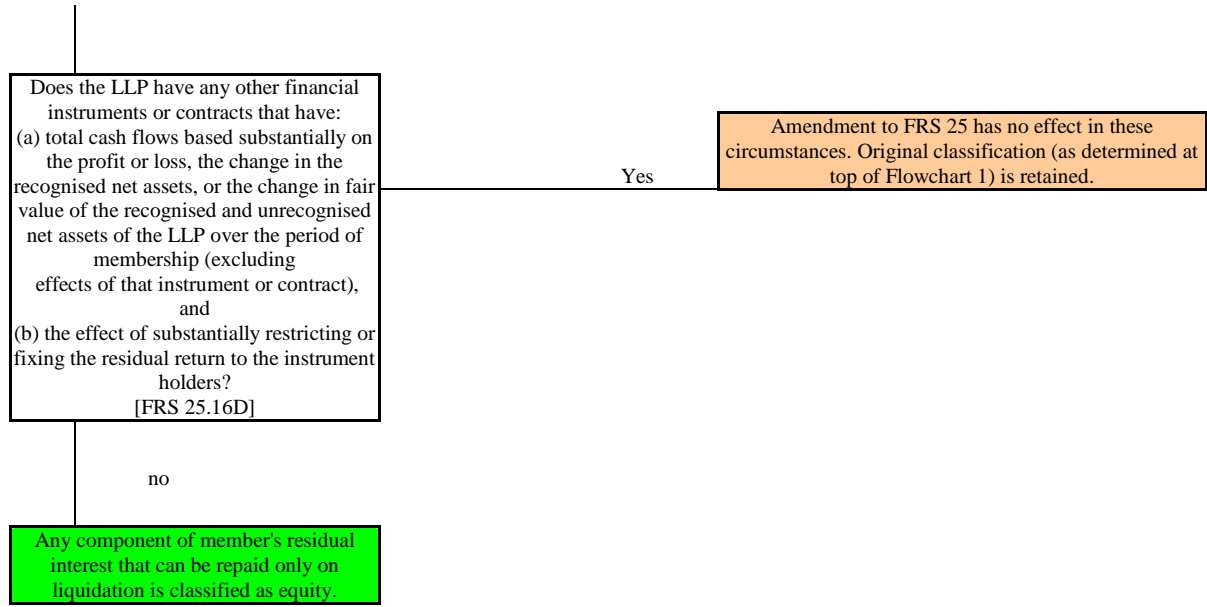 Does the LLP have any other financial
instruments or contracts that have:
(a) total cash flows based substantially on
the profit or loss, the change in the
recognised net assets, or the change in fair
value of the recognised and unrecognised
net assets of the LLP over the period of
membership (excluding
effects of that instrument or contract),
and
(b) the effect of substantially restricting or
fixing the residual return to the instrument
holders?
[FRS 25.16D]
Yes
Amendment to FRS 25 has no effect in these
circumstances. Original classification (as determined at
top of Flowchart 1) is retained.
no
Any component of member's residual
interest that can be repaid only on
liquidation is classified as equity.